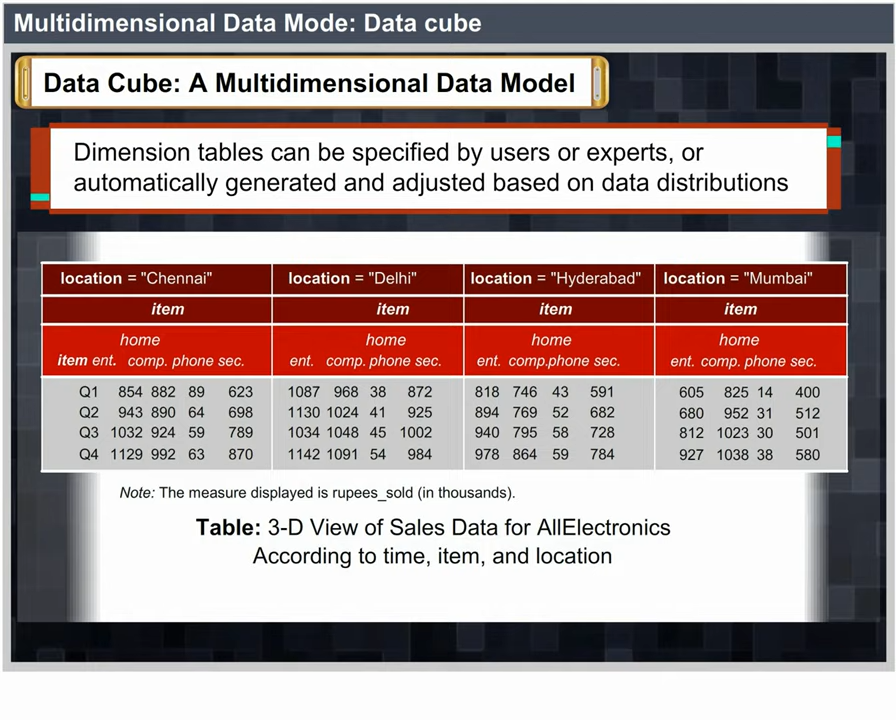 Multidimensional Data Mode: Data cube
Data Cube: A Multidimensional Data Model
Dimension tables can be specified by users or experts, or
automatically generated and adjusted based on data distributions
location = "Chennai" location = "Delhi" location = "Hyderabad" location = "Mumbai"
item item item item
home home home home
item ent. comp. phone sec. ent. comp. phone sec. ent. comp.phone sec. ent. comp. phone sec.
Q1 854 882 89 623 1087 968 38 872 818 746 43 591 605 825 14 400
Q2 943 890 64 698 1130 1024 41 925 894 769 52 682 680 952 31 512
Q3 1032 924 59 789 1034 1048 45 1002 940 795 58 728 812 1023 30 501
Q4 1129 992 63 870 1142 1091 54 984 978 864 59 784 927 1038 38 580
Note: The measure displayed is rupees_sold (in thousands).
Table: 3-D View of Sales Data for AllElectronics
According to time, item, and location